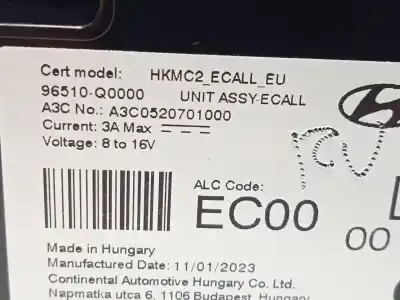 Cert model: HKMC2_ECALL_EU
96510-Q0000 UNIT ASSY-ECALL
A3C No.: A3C0520701000
Current: 3A Max
Voltage: 8 to 16V
ALC Code:
EC00
00
Made in Hungary
Manufactured Date: 11/01/2023
Continental Automotive Hungary Co. Ltd.
Napmatka utca 6, 1106 Budapest, Hungary